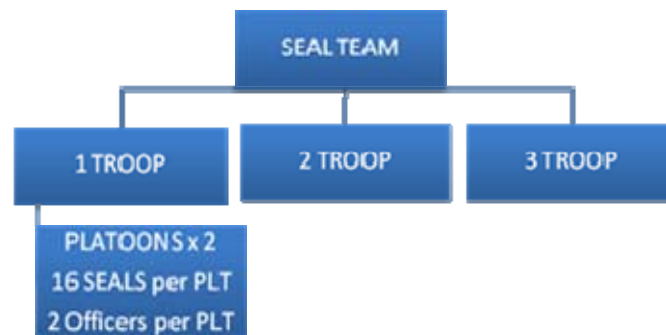 SEAL TEAM
1 TROOP
2 TROOP
3 TROOP
PLATOONS x 2
16 SEALS per PLT
2 Officers per PLT